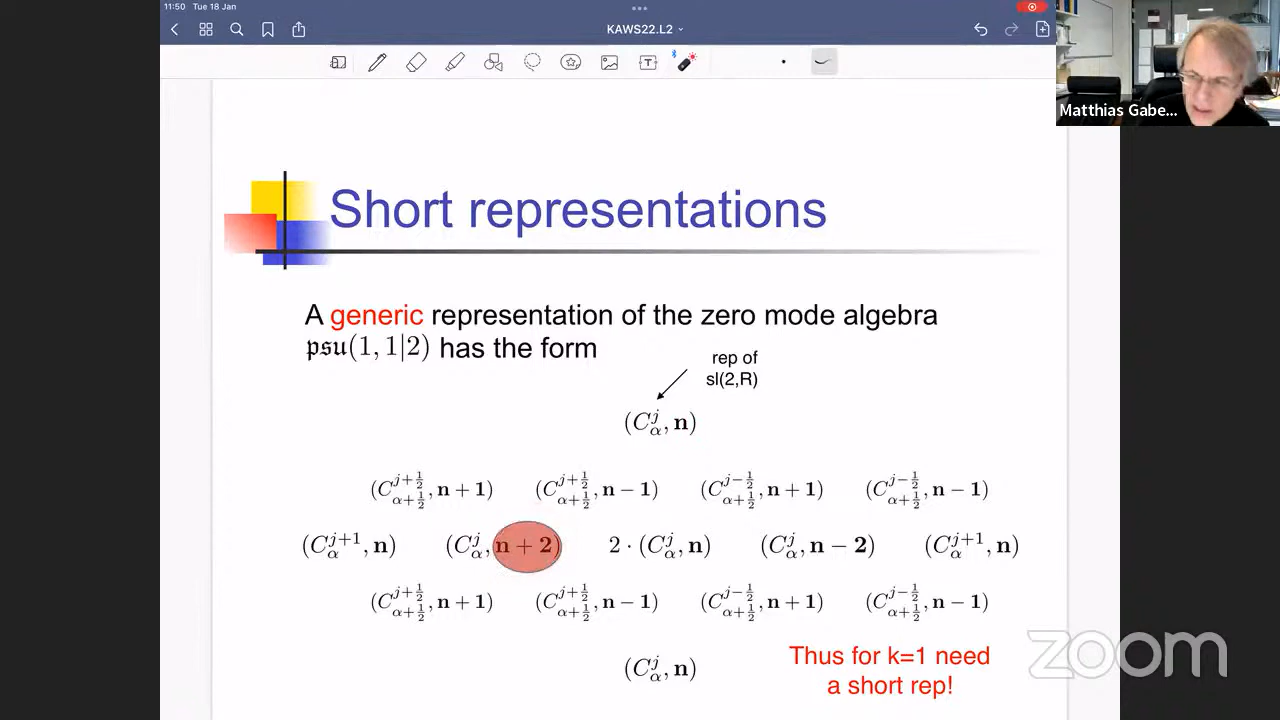 11:50 Tue 18 Jan
KAWS22.L2
Matthias Gabe...
Short representations
A generic representation of the zero mode algebra
𝔭𝔰𝔲(1, 1|2) has the form
rep of
sl(2,R)
(C^j_α, n)
(C^{j+1/2}_{α+1/2}, n + 1) (C^{j+1/2}_{α+1/2}, n − 1) (C^{j−1/2}_{α+1/2}, n + 1) (C^{j−1/2}_{α+1/2}, n − 1)
(C^{j+1}_α, n) (C^j_α, n + 2) 2 · (C^j_α, n) (C^j_α, n − 2) (C^{j+1}_α, n)
(C^{j+1/2}_{α+1/2}, n + 1) (C^{j+1/2}_{α+1/2}, n − 1) (C^{j−1/2}_{α+1/2}, n + 1) (C^{j−1/2}_{α+1/2}, n − 1)
(C^j_α, n)
Thus for k=1 need
a short rep!
zoom